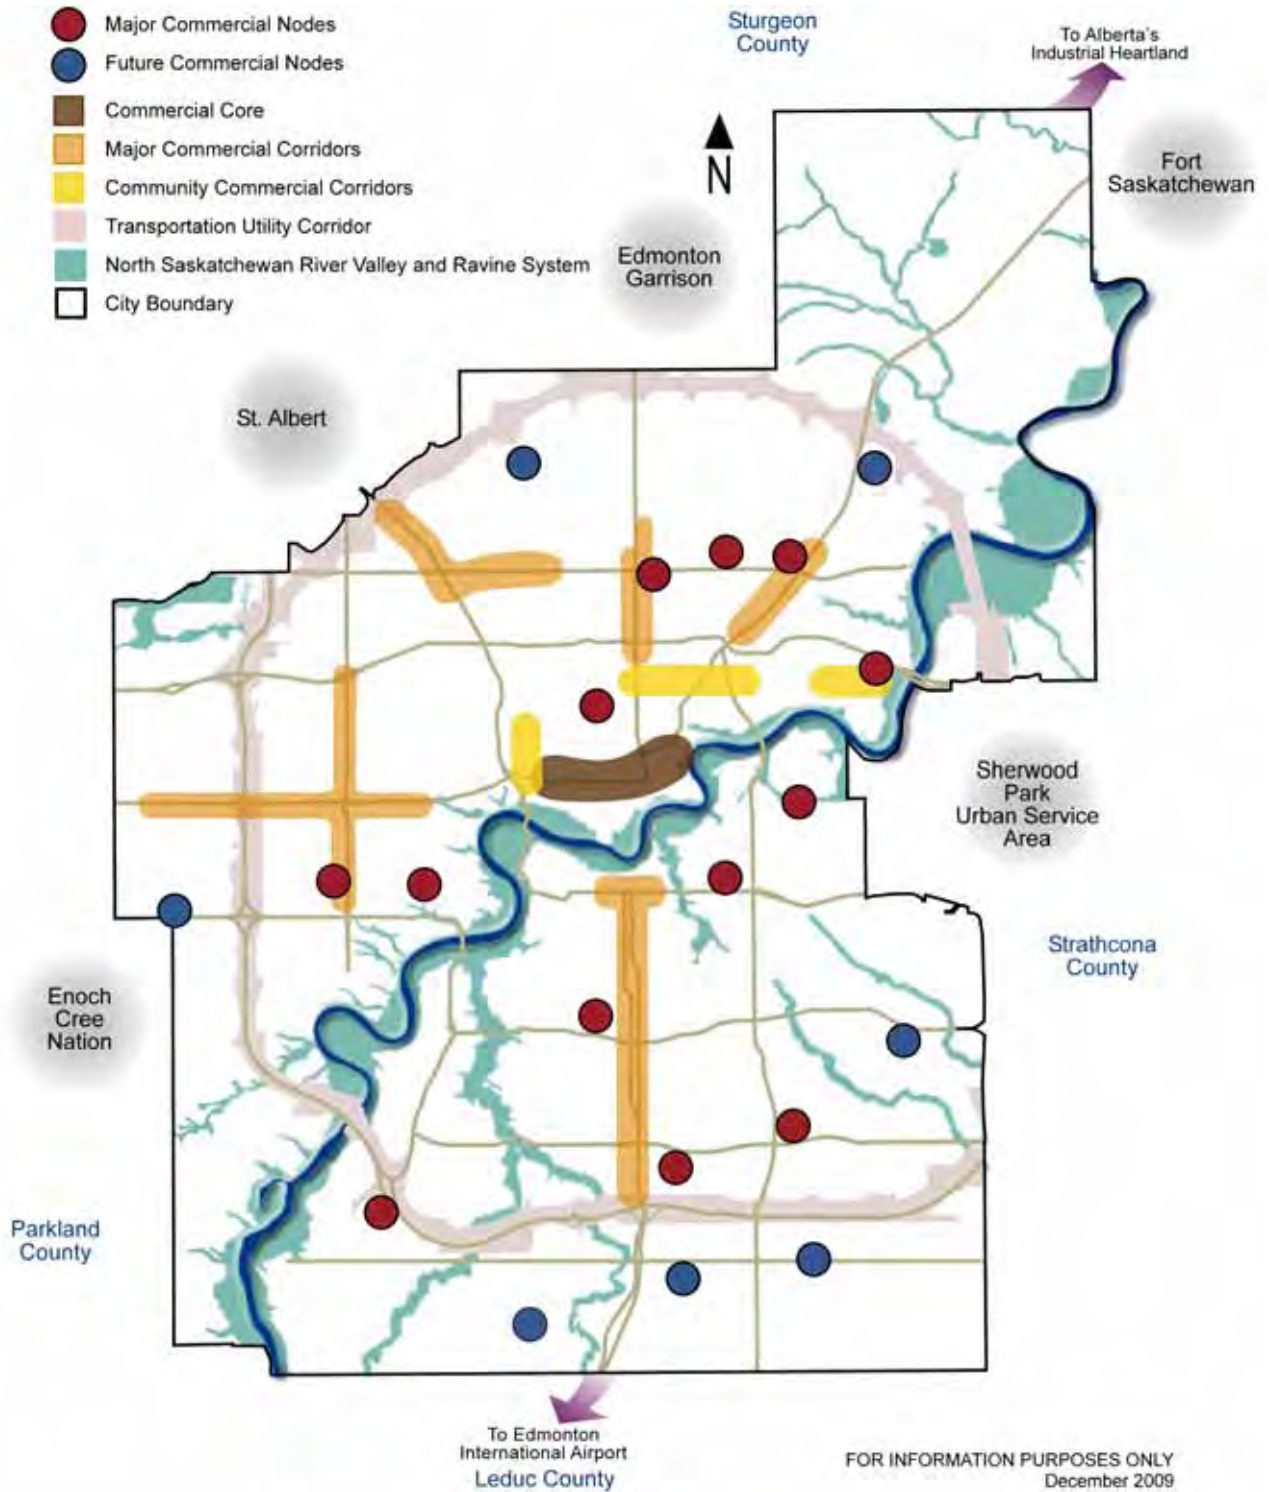 Major Commercial Nodes
Future Commercial Nodes
Commercial Core
Major Commercial Corridors
Community Commercial Corridors
Transportation Utility Corridor
North Saskatchewan River Valley and Ravine System
City Boundary
Sturgeon
County
To Alberta's
Industrial Heartland
N
Fort
Saskatchewan
Edmonton
Garrison
St. Albert
Sherwood
Park
Urban Service
Area
Strathcona
County
Enoch
Cree
Nation
Parkland
County
To Edmonton
International Airport
Leduc County
FOR INFORMATION PURPOSES ONLY
December 2009